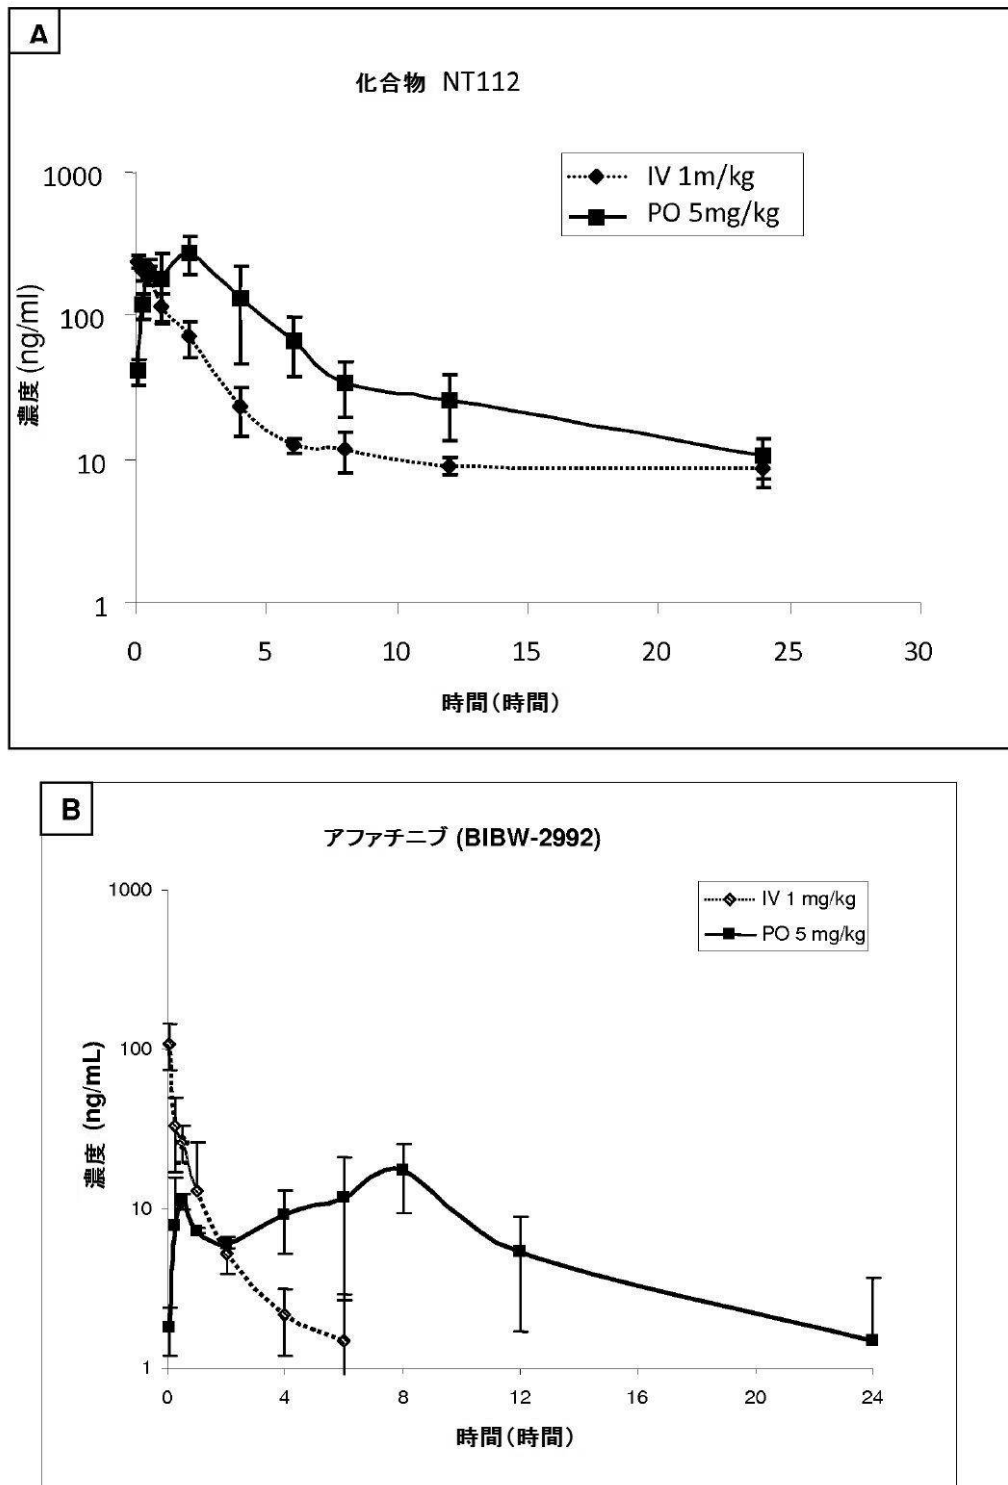 A
化合物 NT112
IV 1m/kg
PO 5mg/kg
1000
100
10
1
濃度 (ng/ml)
0 5 10 15 20 25 30
時間(時間)
B
アファチニブ (BIBW-2992)
IV 1 mg/kg
PO 5 mg/kg
1000
100
10
1
濃度 (ng/mL)
0 4 8 12 16 20 24
時間(時間)